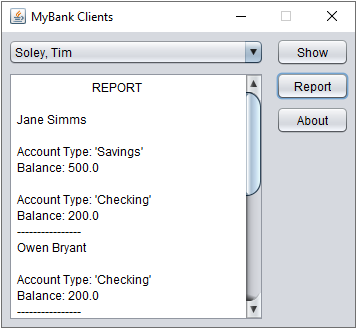 MyBank Clients
Soley, Tim
Show
REPORT
Report
Jane Simms
About
Account Type: 'Savings'
Balance: 500.0
Account Type: 'Checking'
Balance: 200.0
----------------
Owen Bryant
Account Type: 'Checking'
Balance: 200.0
----------------